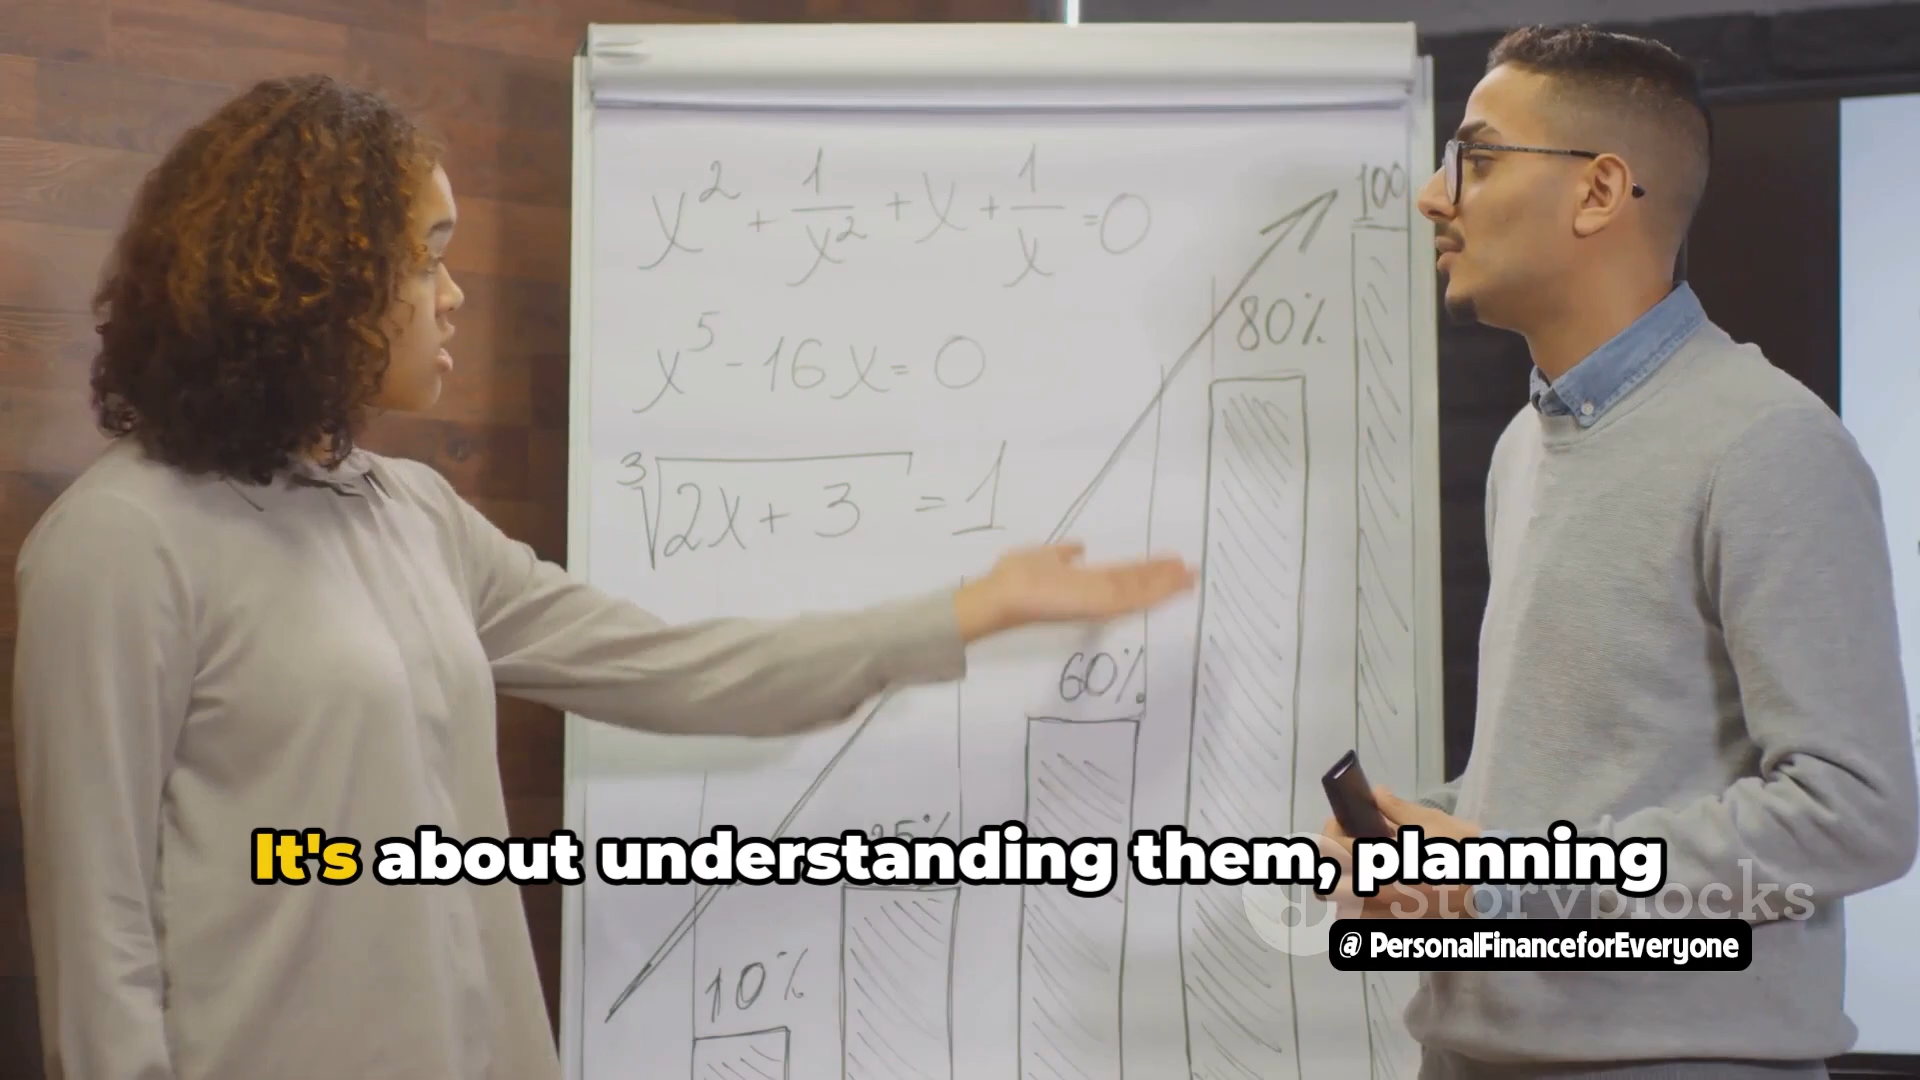 x² + 1/x² + x + 1/x = 0
x⁵ - 16x = 0
³√2x + 3 = 1
100
80%
60%
25%
10%
It's about understanding them, planning
Storyblocks
@ PersonalFinanceforEveryone